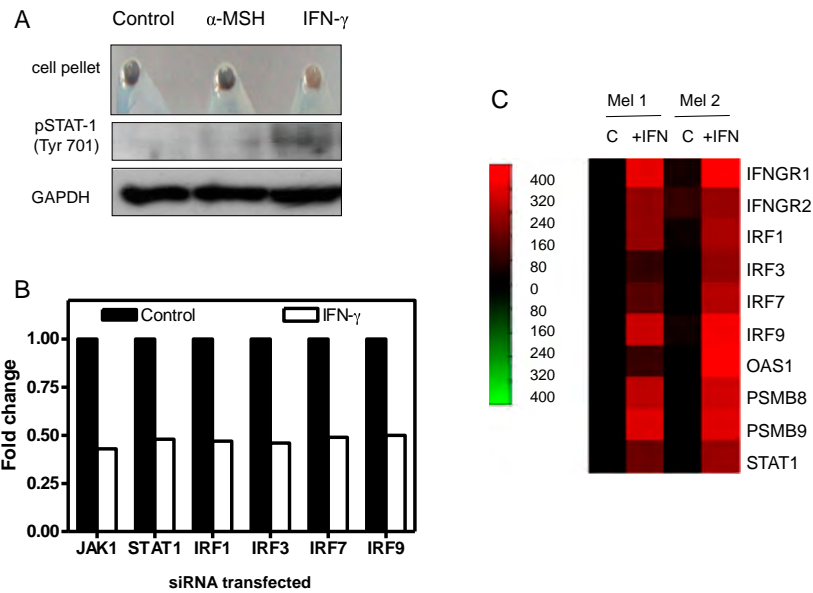 A
Control α-MSH IFN-γ
cell pellet
pSTAT-1
(Tyr 701)
GAPDH
B
Control IFN-γ
Fold change
1.00
0.75
0.50
0.25
0.00
JAK1 STAT1 IRF1 IRF3 IRF7 IRF9
siRNA transfected
C
Mel 1 Mel 2
C +IFN C +IFN
400
320
240
160
80
0
80
160
240
320
400
IFNGR1
IFNGR2
IRF1
IRF3
IRF7
IRF9
OAS1
PSMB8
PSMB9
STAT1